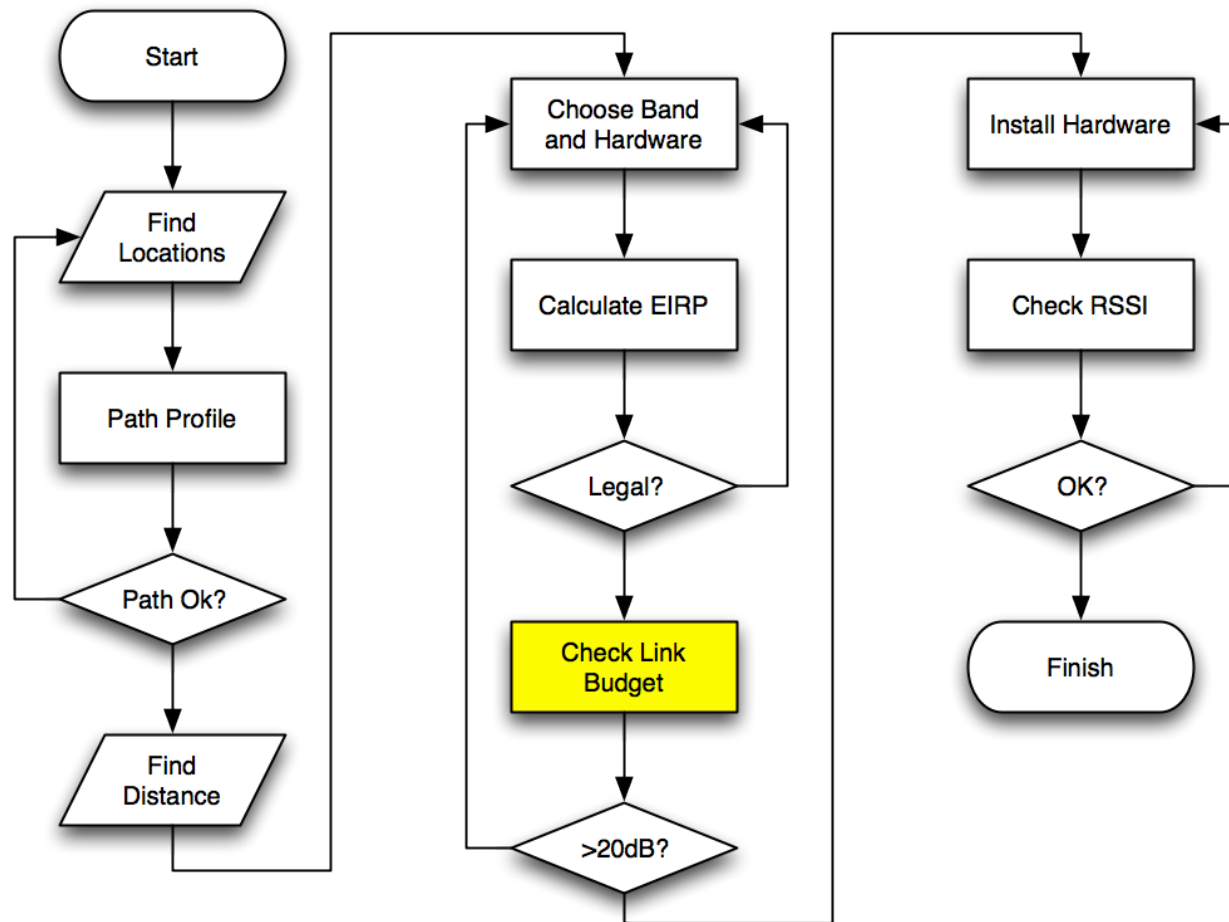 Start
Find
Locations
Path Profile
Path Ok?
Find
Distance
Choose Band
and Hardware
Calculate EIRP
Legal?
Check Link
Budget
>20dB?
Install Hardware
Check RSSI
OK?
Finish